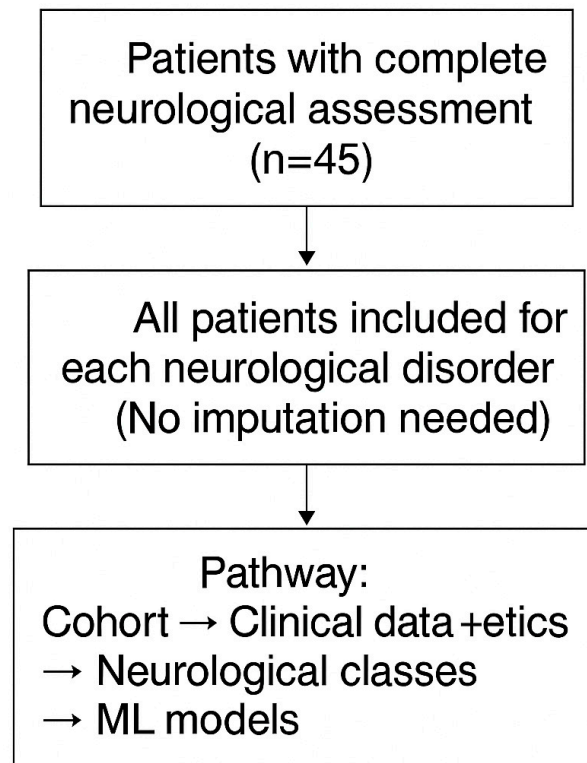 Patients with complete
neurological assessment
(n=45)
All patients included for
each neurological disorder
(No imputation needed)
Pathway:
Cohort → Clinical data +etics
→ Neurological classes
→ ML models